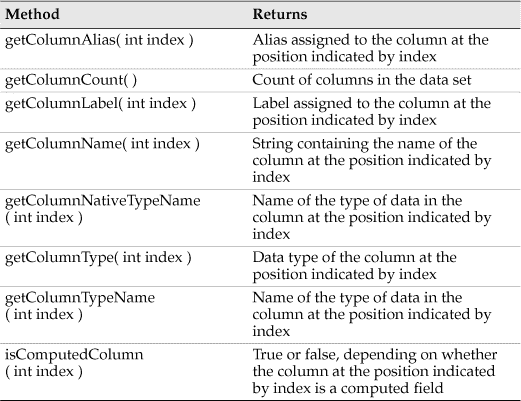 Method Returns
getColumnAlias( int index ) Alias assigned to the column at the
position indicated by index
getColumnCount( ) Count of columns in the data set
getColumnLabel( int index ) Label assigned to the column at the
position indicated by index
getColumnName( int index ) String containing the name of the
column at the position indicated by
index
getColumnNativeTypeName Name of the type of data in the
( int index ) column at the position indicated by
index
getColumnType( int index ) Data type of the column at the
position indicated by index
getColumnTypeName Name of the type of data in the
( int index ) column at the position indicated by
index
isComputedColumn True or false, depending on whether
( int index ) the column at the position indicated
by index is a computed field